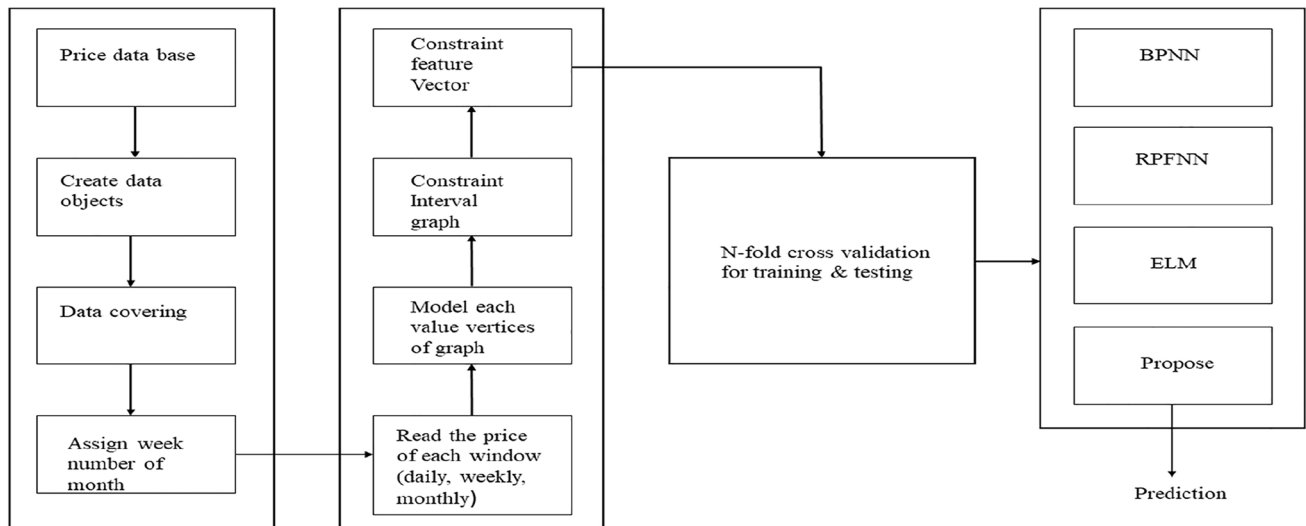 Price data base
Create data
objects
Data covering
Assign week
number of
month
Constraint
feature
Vector
Constraint
Interval
graph
Model each
value vertices
of graph
Read the price
of each window
(daily, weekly,
monthly)
N-fold cross validation
for training & testing
BPNN
RPFNN
ELM
Propose
Prediction